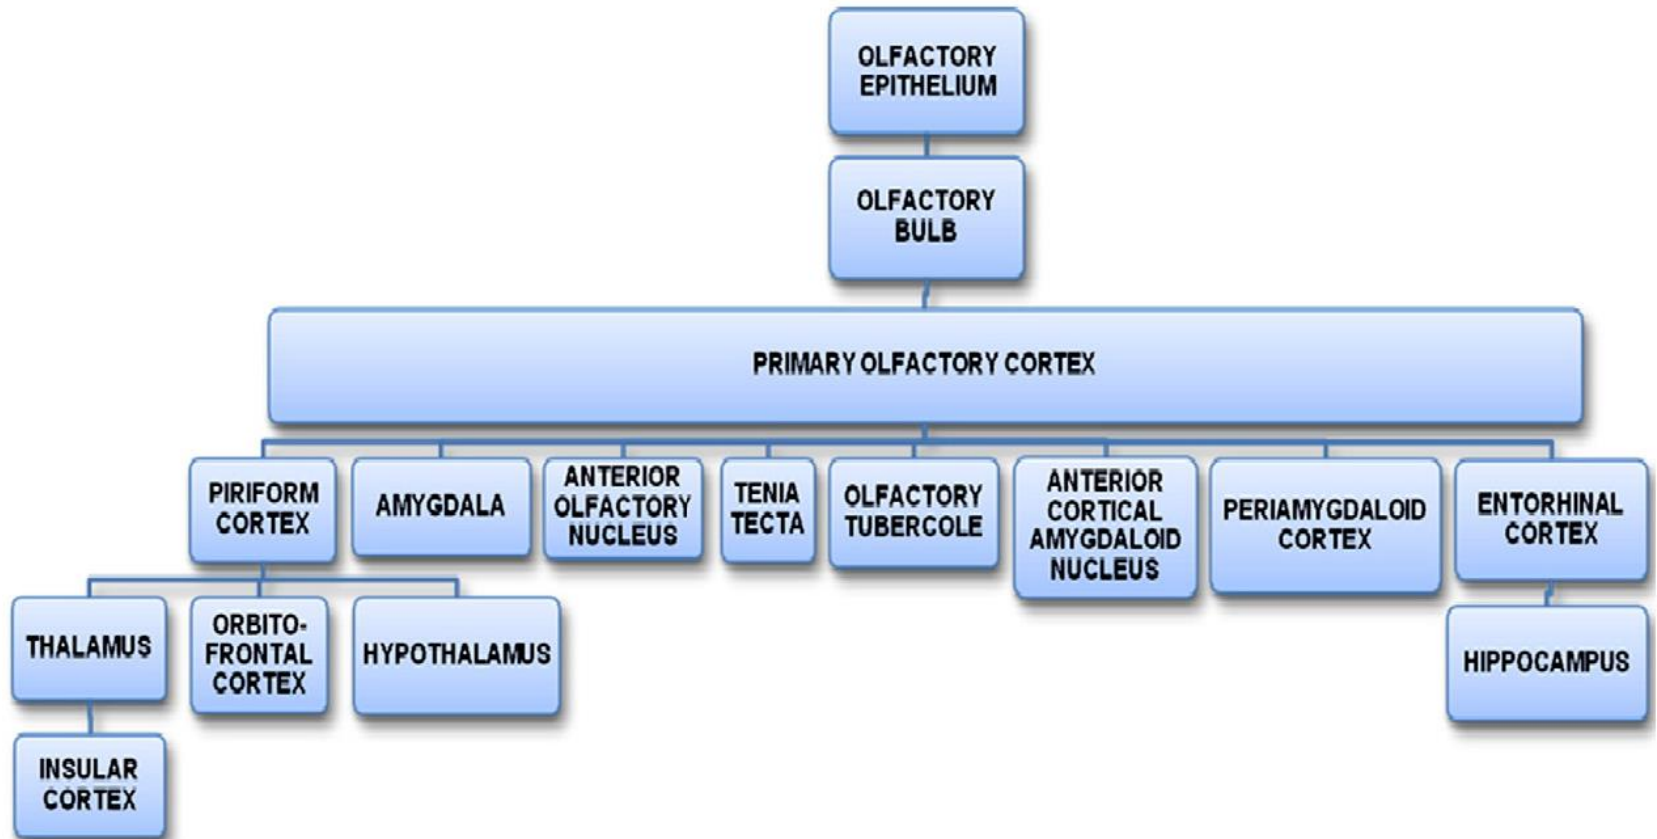 OLFACTORY
EPITHELIUM
OLFACTORY
BULB
PRIMARY OLFACTORY CORTEX
PIRIFORM
CORTEX
AMYGDALA
ANTERIOR
OLFACTORY
NUCLEUS
TENIA
TECTA
OLFACTORY
TUBERCOLE
ANTERIOR
CORTICAL
AMYGDALOID
NUCLEUS
PERIAMYGDALOID
CORTEX
ENTORHINAL
CORTEX
THALAMUS
ORBITO-
FRONTAL
CORTEX
HYPOTHALAMUS
HIPPOCAMPUS
INSULAR
CORTEX